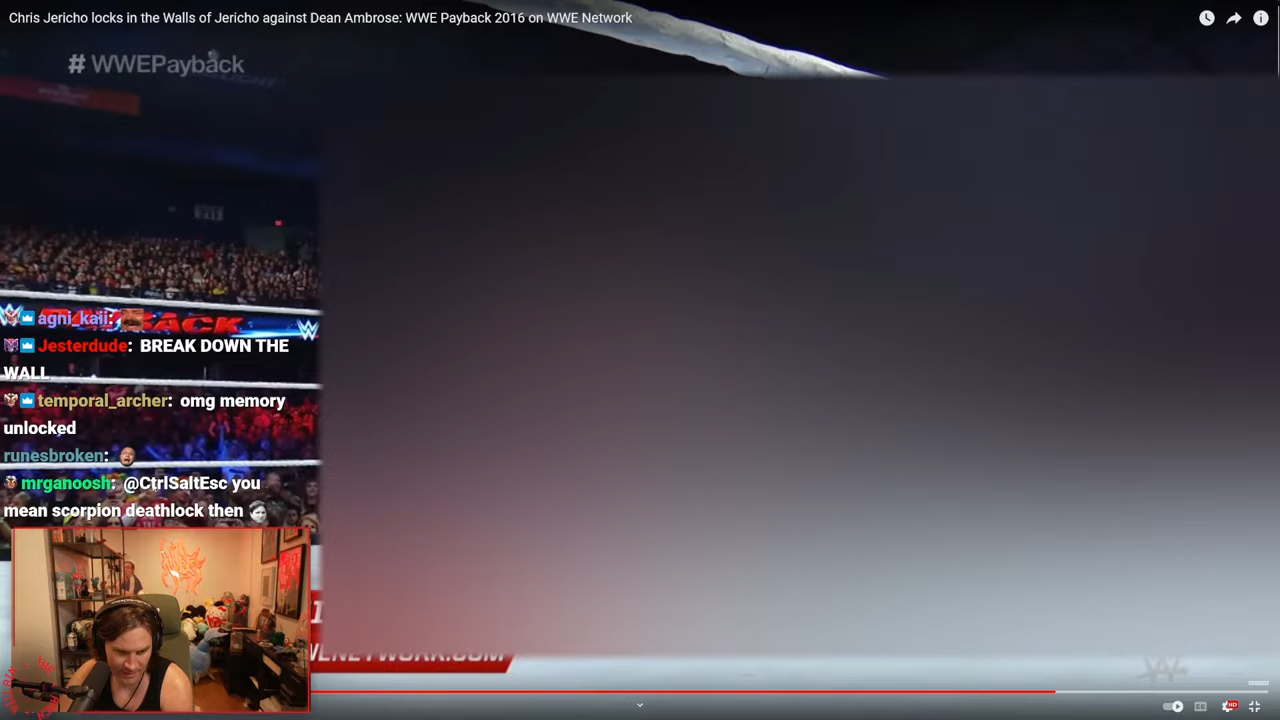 Chris Jericho locks in the Walls of Jericho against Dean Ambrose: WWE Payback 2016 on WWE Network
# WWEPayback
agni_kaii:
Jesterdude: BREAK DOWN THE
WALL
temporal_archer: omg memory
unlocked
runesbroken:
mrganoosh: @CtrlSaltEsc you
mean scorpion deathlock then
HD